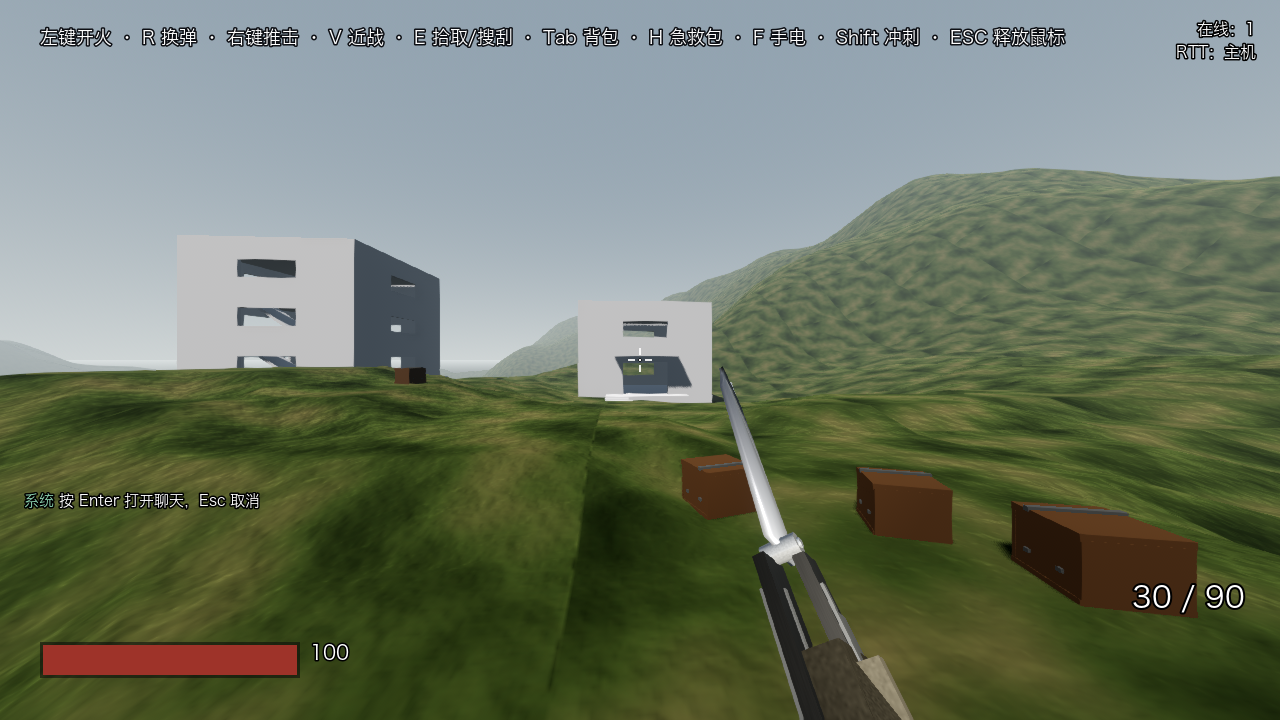 左键开火 · R 换弹 · 右键推击 · V 近战 · E 拾取/搜刮 · Tab 背包 · H 急救包 · F 手电 · Shift 冲刺 · ESC 释放鼠标
在线: 1
RTT: 主机
系统 按 Enter 打开聊天，Esc 取消
30 / 90
100